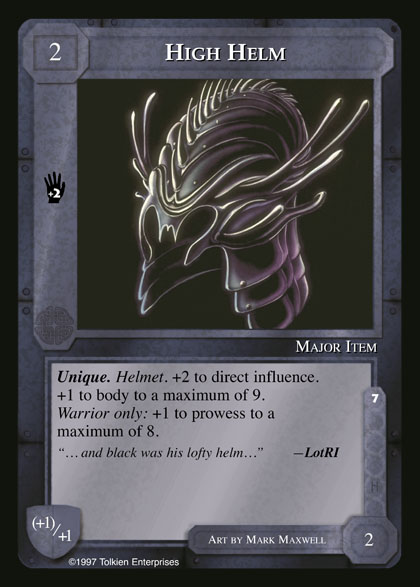 2
HIGH HELM
+2
MAJOR ITEM
Unique. Helmet. +2 to direct influence.
+1 to body to a maximum of 9.
Warrior only: +1 to prowess to a
maximum of 8.
“… and black was his lofty helm…” —LotRI
7
H
(+1)/+1
ART BY MARK MAXWELL
2
©1997 Tolkien Enterprises